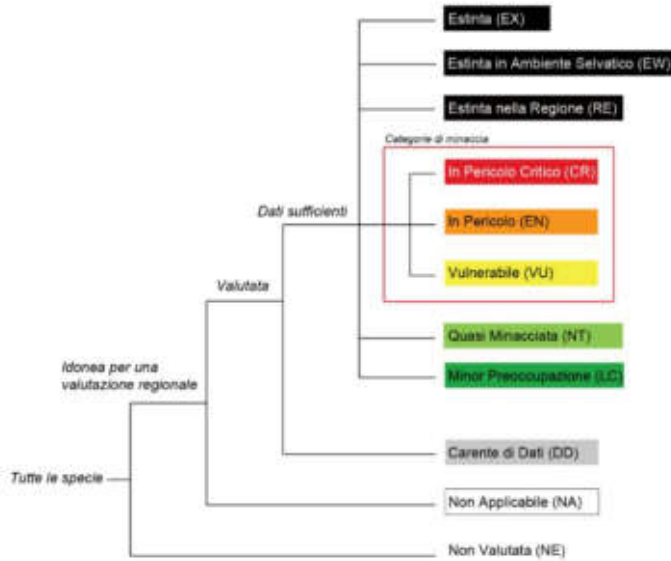 Estinta (EX)
Estinta in Ambiente Selvatico (EW)
Estinta nella Regione (RE)
Categorie di minaccia
In Pericolo Critico (CR)
Dati sufficienti
In Pericolo (EN)
Valutata
Vulnerabile (VU)
Quasi Minacciata (NT)
Idonea per una
valutazione regionale
Minor Preoccupazione (LC)
Carente di Dati (DD)
Tutte le specie
Non Applicabile (NA)
Non Valutata (NE)